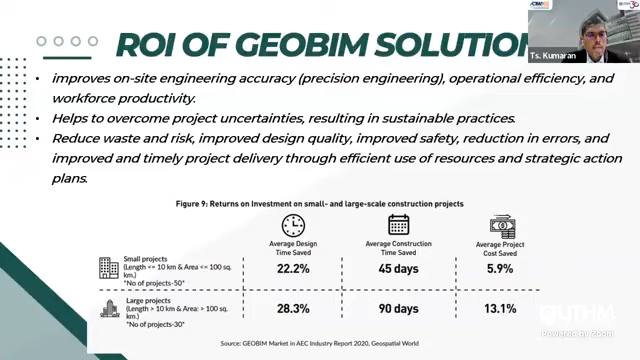 ROI OF GEOBIM SOLUTION
Ts. Kumaran
• improves on-site engineering accuracy (precision engineering), operational efficiency, and
workforce productivity.
• Helps to overcome project uncertainties, resulting in sustainable practices.
• Reduce waste and risk, improved design quality, improved safety, reduction in errors, and
improved and timely project delivery through efficient use of resources and strategic action
plans.
Figure 9: Returns on Investment on small- and large-scale construction projects
Average Design
Time Saved
Average Construction
Time Saved
Average Project
Cost Saved
Small projects
(Length <= 10 km & Area <= 100 sq.
km.)
*No of projects-50*
22.2%
45 days
5.9%
Large projects
(Length > 10 km & Area: > 100 sq.
km.)
*No of projects-30*
28.3%
90 days
13.1%
UTHM
Powered by Zoom
Source: GEOBIM Market in AEC Industry Report 2020, Geospatial World